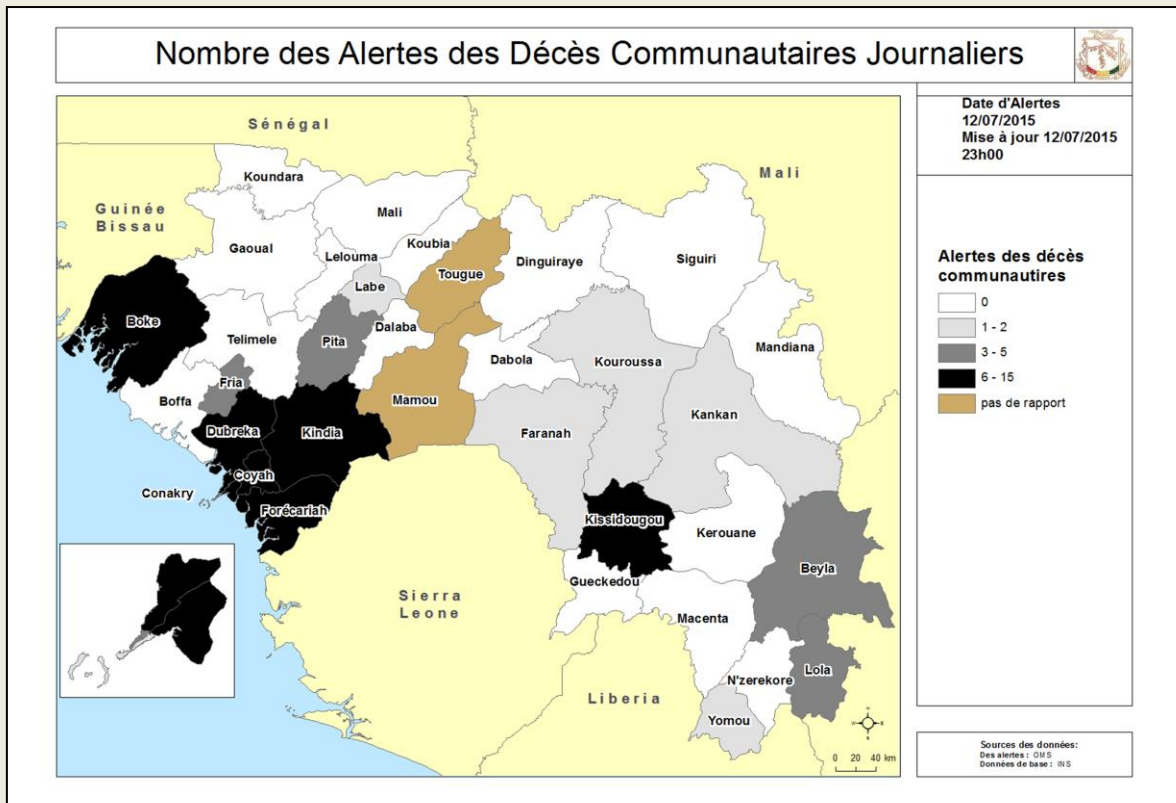 Nombre des Alertes des Décès Communautaires Journaliers
Date d'Alertes
12/07/2015
Mise à jour 12/07/2015
23h00
Alertes des décès
communautires
0
1 - 2
3 - 5
6 - 15
pas de rapport
Sénégal
Mali
Guinée
Bissau
Koundara
Mali
Gaoual
Koubia
Lelouma
Tougue
Dinguiraye
Siguiri
Labe
Boke
Telimele
Pita
Dalaba
Dabola
Kouroussa
Mandiana
Fria
Boffa
Mamou
Kankan
Dubreka
Kindia
Faranah
Coyah
Conakry
Forécariah
Kissidougou
Kerouane
Beyla
Gueckedou
Sierra
Leone
Macenta
Lola
N'zerekore
Liberia
Yomou
N
W
E
S
0 20 40 km
Sources des données:
Des alertes : OMS
Données de base : INS